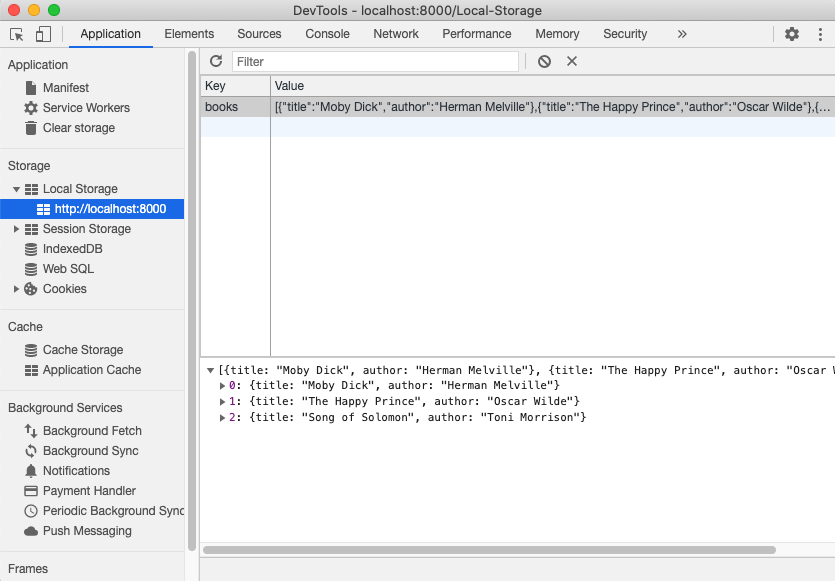 DevTools - localhost:8000/Local-Storage
Application Elements Sources Console Network Performance Memory Security »
Application
Manifest
Service Workers
Clear storage
Storage
Local Storage
http://localhost:8000
Session Storage
IndexedDB
Web SQL
Cookies
Cache
Cache Storage
Application Cache
Background Services
Background Fetch
Background Sync
Notifications
Payment Handler
Periodic Background Sync
Push Messaging
Frames
Filter
Key Value
books [{"title":"Moby Dick","author":"Herman Melville"},{"title":"The Happy Prince","author":"Oscar Wilde"},{…
[{title: "Moby Dick", author: "Herman Melville"}, {title: "The Happy Prince", author: "Oscar
0: {title: "Moby Dick", author: "Herman Melville"}
1: {title: "The Happy Prince", author: "Oscar Wilde"}
2: {title: "Song of Solomon", author: "Toni Morrison"}